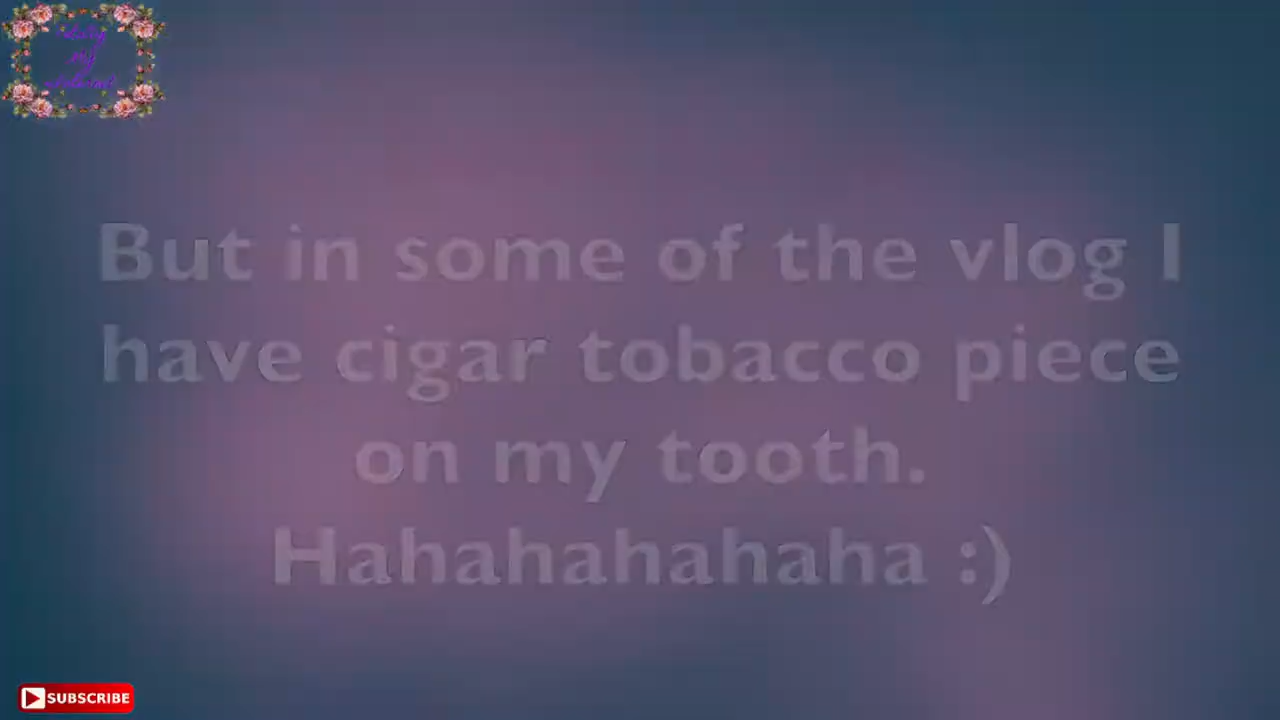 But in some of the vlog I
have cigar tobacco piece
on my tooth.
Hahahahahaha :)
SUBSCRIBE